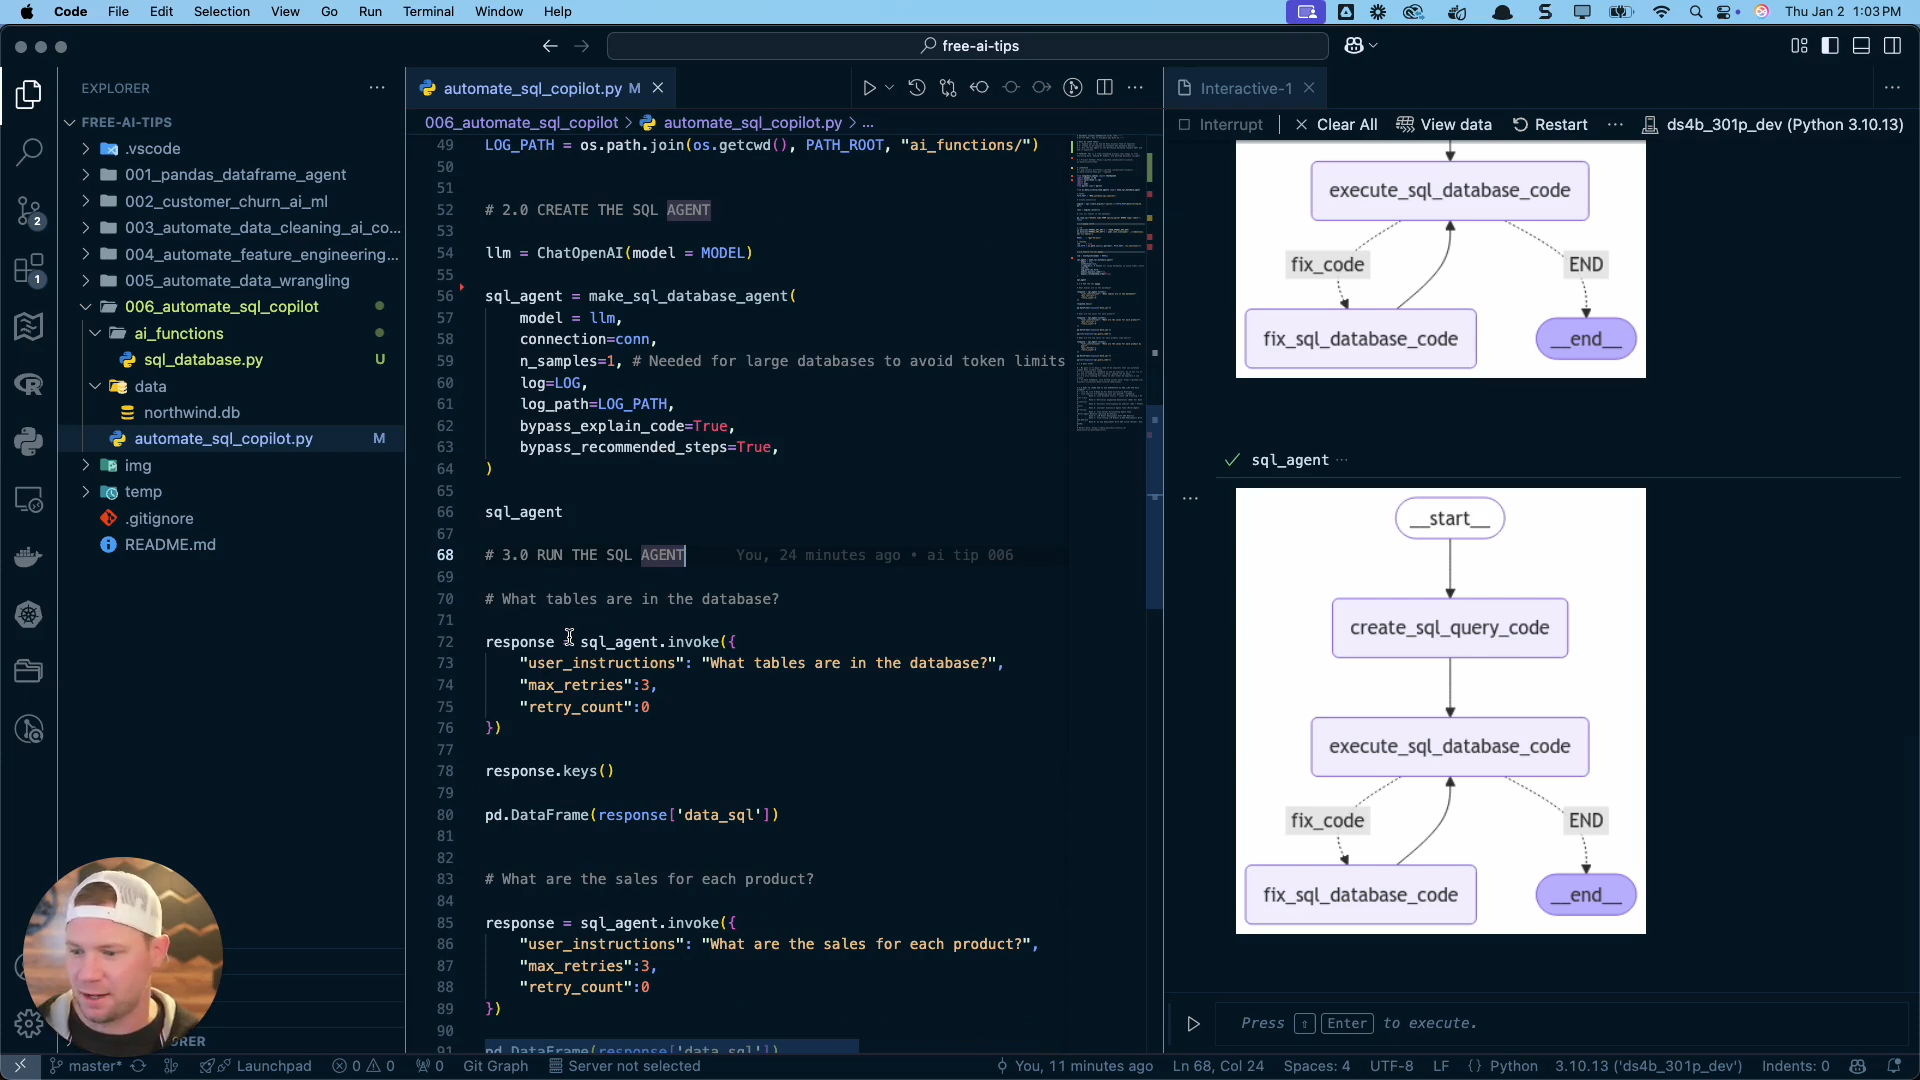 Code File Edit Selection View Go Run Terminal Window Help
Thu Jan 2 1:03 PM
free-ai-tips
EXPLORER
FREE-AI-TIPS
.vscode
001_pandas_dataframe_agent
002_customer_churn_ai_ml
003_automate_data_cleaning_ai_co...
004_automate_feature_engineering...
005_automate_data_wrangling
006_automate_sql_copilot
ai_functions
sql_database.py U
data
northwind.db
automate_sql_copilot.py M
img
temp
.gitignore
README.md
2
1
automate_sql_copilot.py M
006_automate_sql_copilot > automate_sql_copilot.py > ...
49 LOG_PATH = os.path.join(os.getcwd(), PATH_ROOT, "ai_functions/")
50
51
52 # 2.0 CREATE THE SQL AGENT
53
54 llm = ChatOpenAI(model = MODEL)
55
56 sql_agent = make_sql_database_agent(
57 model = llm,
58 connection=conn,
59 n_samples=1, # Needed for large databases to avoid token limits
60 log=LOG,
61 log_path=LOG_PATH,
62 bypass_explain_code=True,
63 bypass_recommended_steps=True,
64 )
65
66 sql_agent
67
68 # 3.0 RUN THE SQL AGENT You, 24 minutes ago • ai tip 006
69
70 # What tables are in the database?
71
72 response = sql_agent.invoke({
73 "user_instructions": "What tables are in the database?",
74 "max_retries":3,
75 "retry_count":0
76 })
77
78 response.keys()
79
80 pd.DataFrame(response['data_sql'])
81
82
83 # What are the sales for each product?
84
85 response = sql_agent.invoke({
86 "user_instructions": "What are the sales for each product?",
87 "max_retries":3,
88 "retry_count":0
89 })
90
91 pd.DataFrame(response['data_sql'])
Interactive-1
Interrupt Clear All View data Restart ... ds4b_301p_dev (Python 3.10.13)
execute_sql_database_code
fix_code END
fix_sql_database_code __end__
sql_agent ...
__start__
create_sql_query_code
execute_sql_database_code
fix_code END
fix_sql_database_code __end__
Press Enter to execute.
master* Launchpad 0 0 0 Git Graph Server not selected You, 11 minutes ago Ln 68, Col 24 Spaces: 4 UTF-8 LF {} Python 3.10.13 ('ds4b_301p_dev') Indents: 0